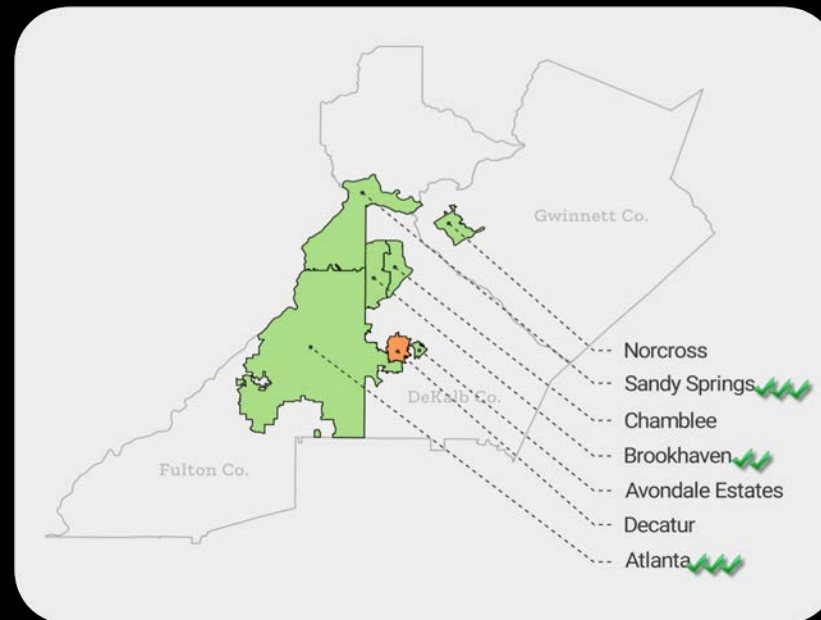 Gwinnett Co.
Norcross
Sandy Springs
DeKalb Co.
Chamblee
Brookhaven
Fulton Co.
Avondale Estates
Decatur
Atlanta